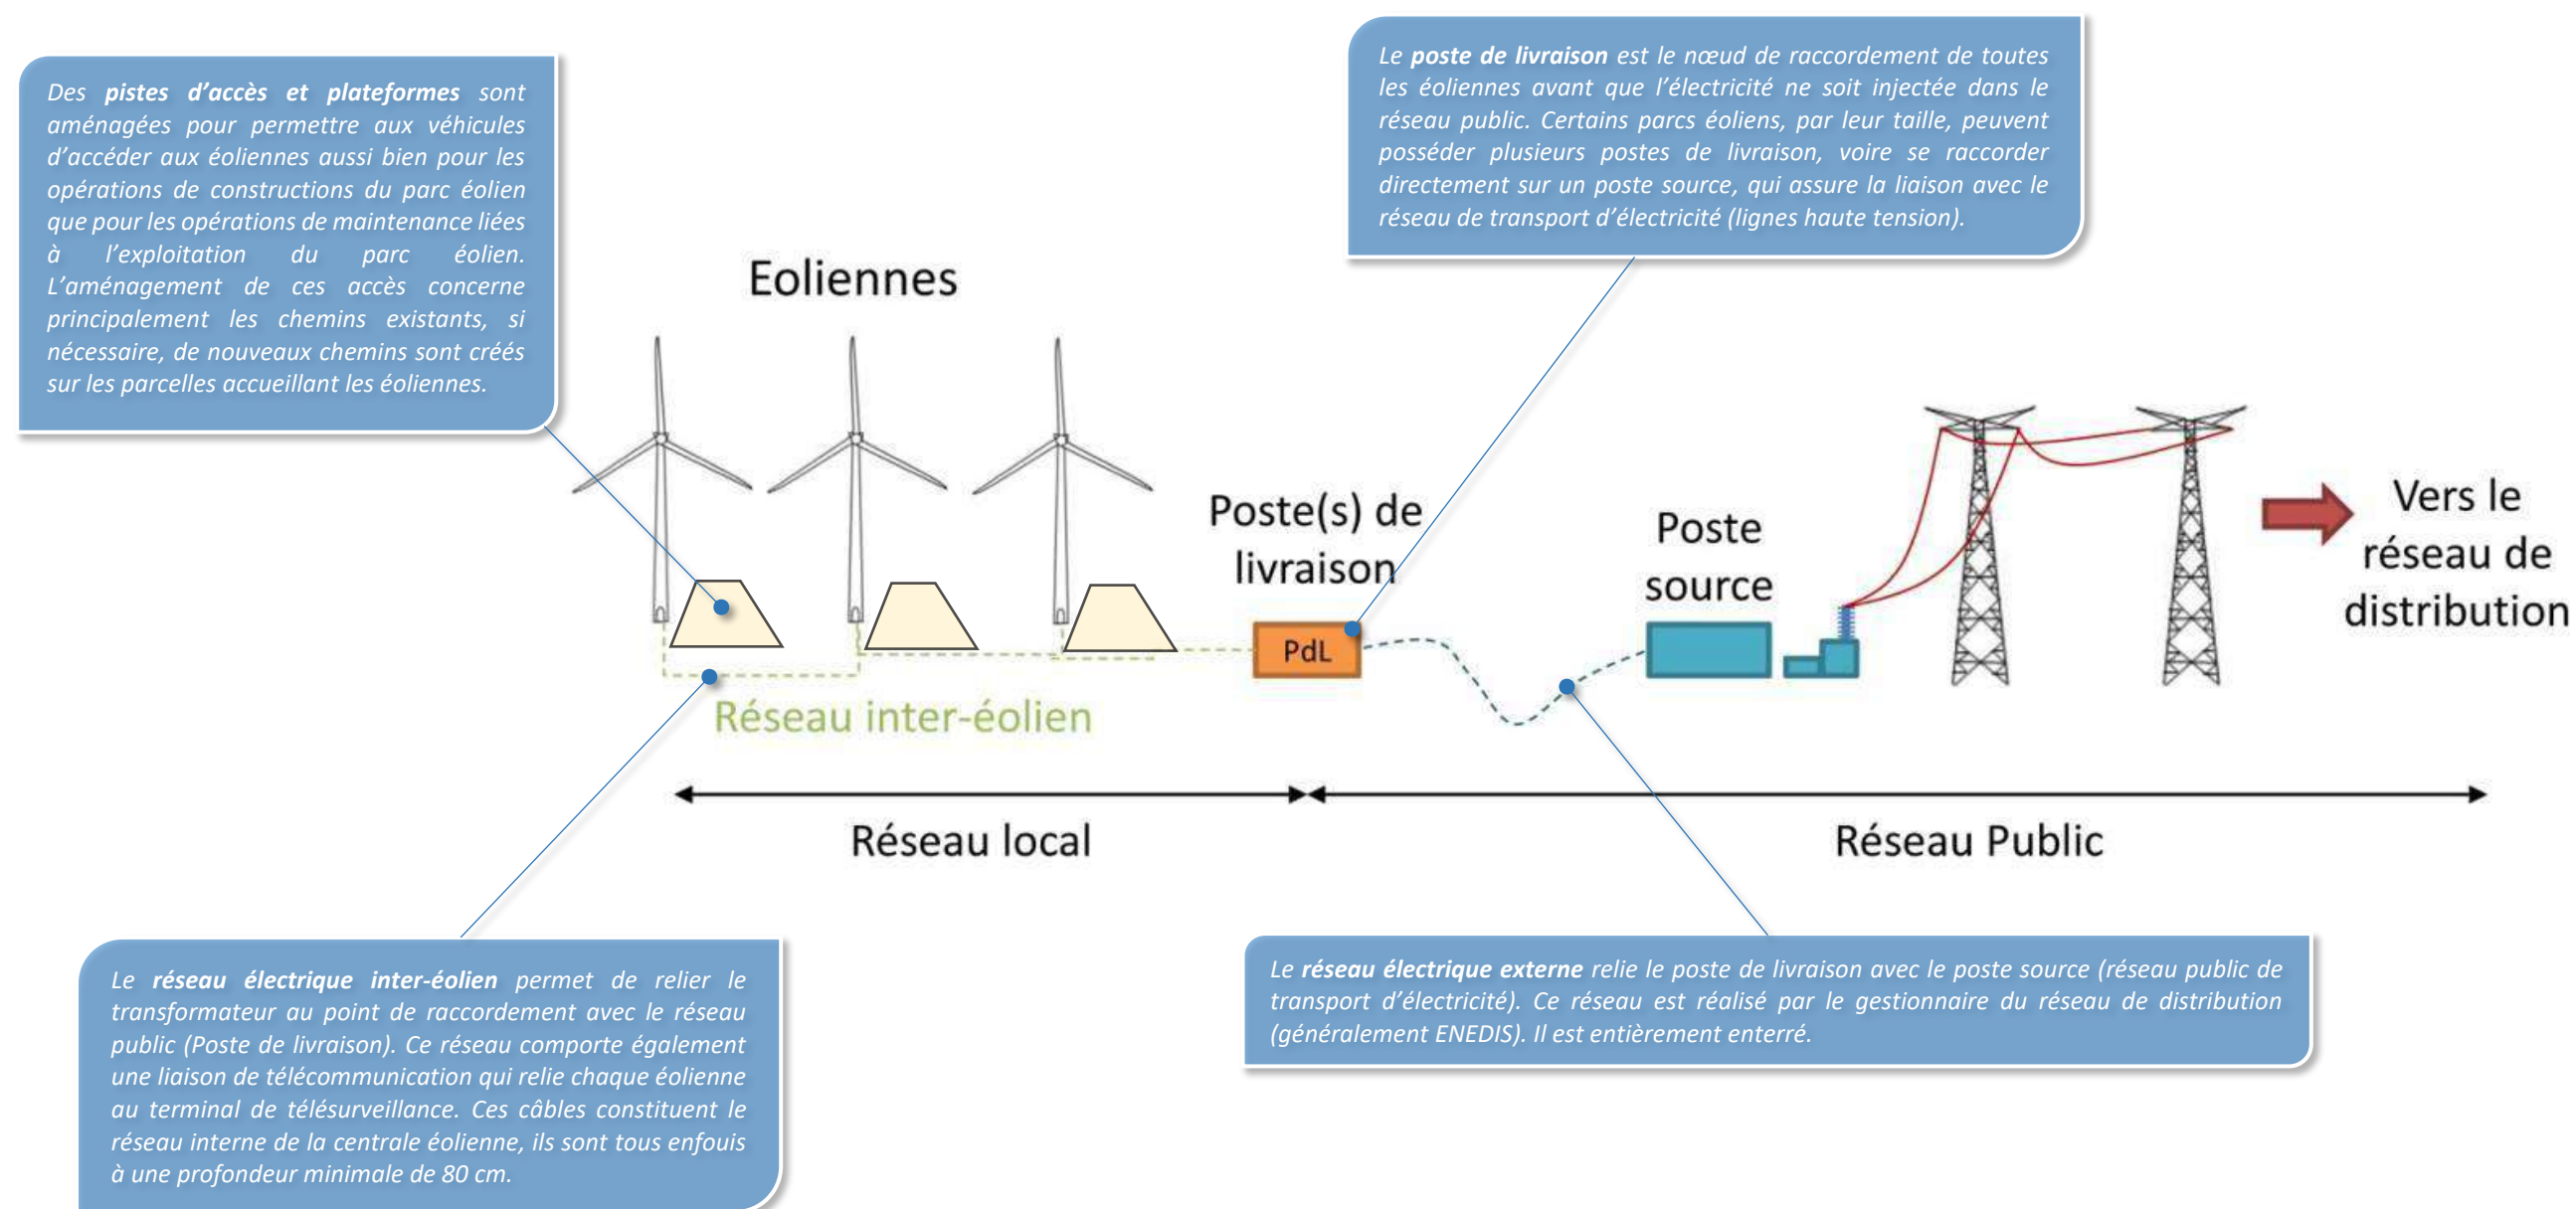 Des pistes d'accès et plateformes sont
aménagées pour permettre aux véhicules
d'accéder aux éoliennes aussi bien pour les
opérations de constructions du parc éolien
que pour les opérations de maintenance liées
à l'exploitation du parc éolien.
L'aménagement de ces accès concerne
principalement les chemins existants, si
nécessaire, de nouveaux chemins sont créés
sur les parcelles accueillant les éoliennes.
Le poste de livraison est le nœud de raccordement de toutes
les éoliennes avant que l'électricité ne soit injectée dans le
réseau public. Certains parcs éoliens, par leur taille, peuvent
posséder plusieurs postes de livraison, voire se raccorder
directement sur un poste source, qui assure la liaison avec le
réseau de transport d'électricité (lignes haute tension).
Eoliennes
Poste(s) de
livraison
PdL
Poste
source
Vers le
réseau de
distribution
Réseau inter-éolien
Réseau local
Réseau Public
Le réseau électrique inter-éolien permet de relier le
transformateur au point de raccordement avec le réseau
public (Poste de livraison). Ce réseau comporte également
une liaison de télécommunication qui relie chaque éolienne
au terminal de télésurveillance. Ces câbles constituent le
réseau interne de la centrale éolienne, ils sont tous enfouis
à une profondeur minimale de 80 cm.
Le réseau électrique externe relie le poste de livraison avec le poste source (réseau public de
transport d'électricité). Ce réseau est réalisé par le gestionnaire du réseau de distribution
(généralement ENEDIS). Il est entièrement enterré.